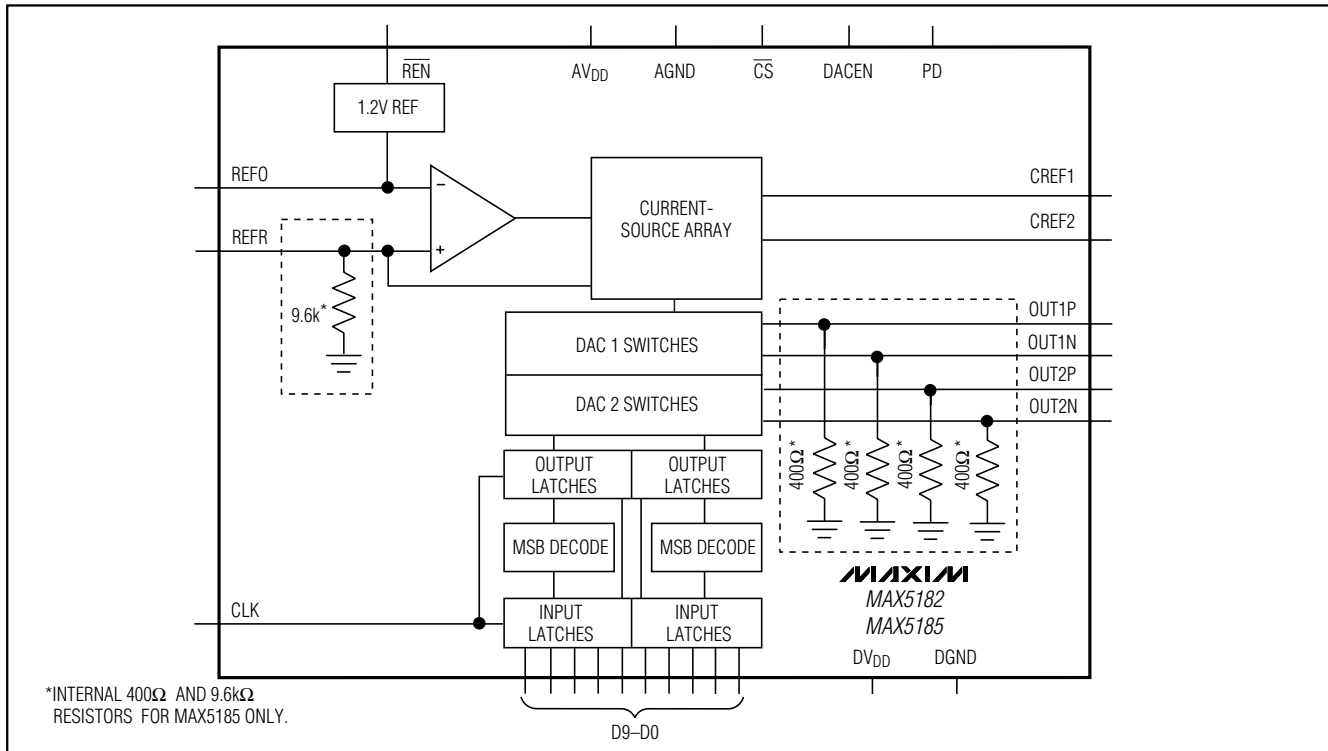 REN
AVDD
AGND
CS
DACEN
PD
1.2V REF
REFO
−
CURRENT-
SOURCE ARRAY
CREF1
CREF2
REFR
+
9.6k*
DAC 1 SWITCHES
DAC 2 SWITCHES
OUT1P
OUT1N
OUT2P
OUT2N
400Ω*
400Ω*
400Ω*
400Ω*
OUTPUT
LATCHES
OUTPUT
LATCHES
MSB DECODE
MSB DECODE
CLK
INPUT
LATCHES
INPUT
LATCHES
MAXIM
MAX5182
MAX5185
DVDD
DGND
*INTERNAL 400Ω AND 9.6kΩ
RESISTORS FOR MAX5185 ONLY.
D9–D0